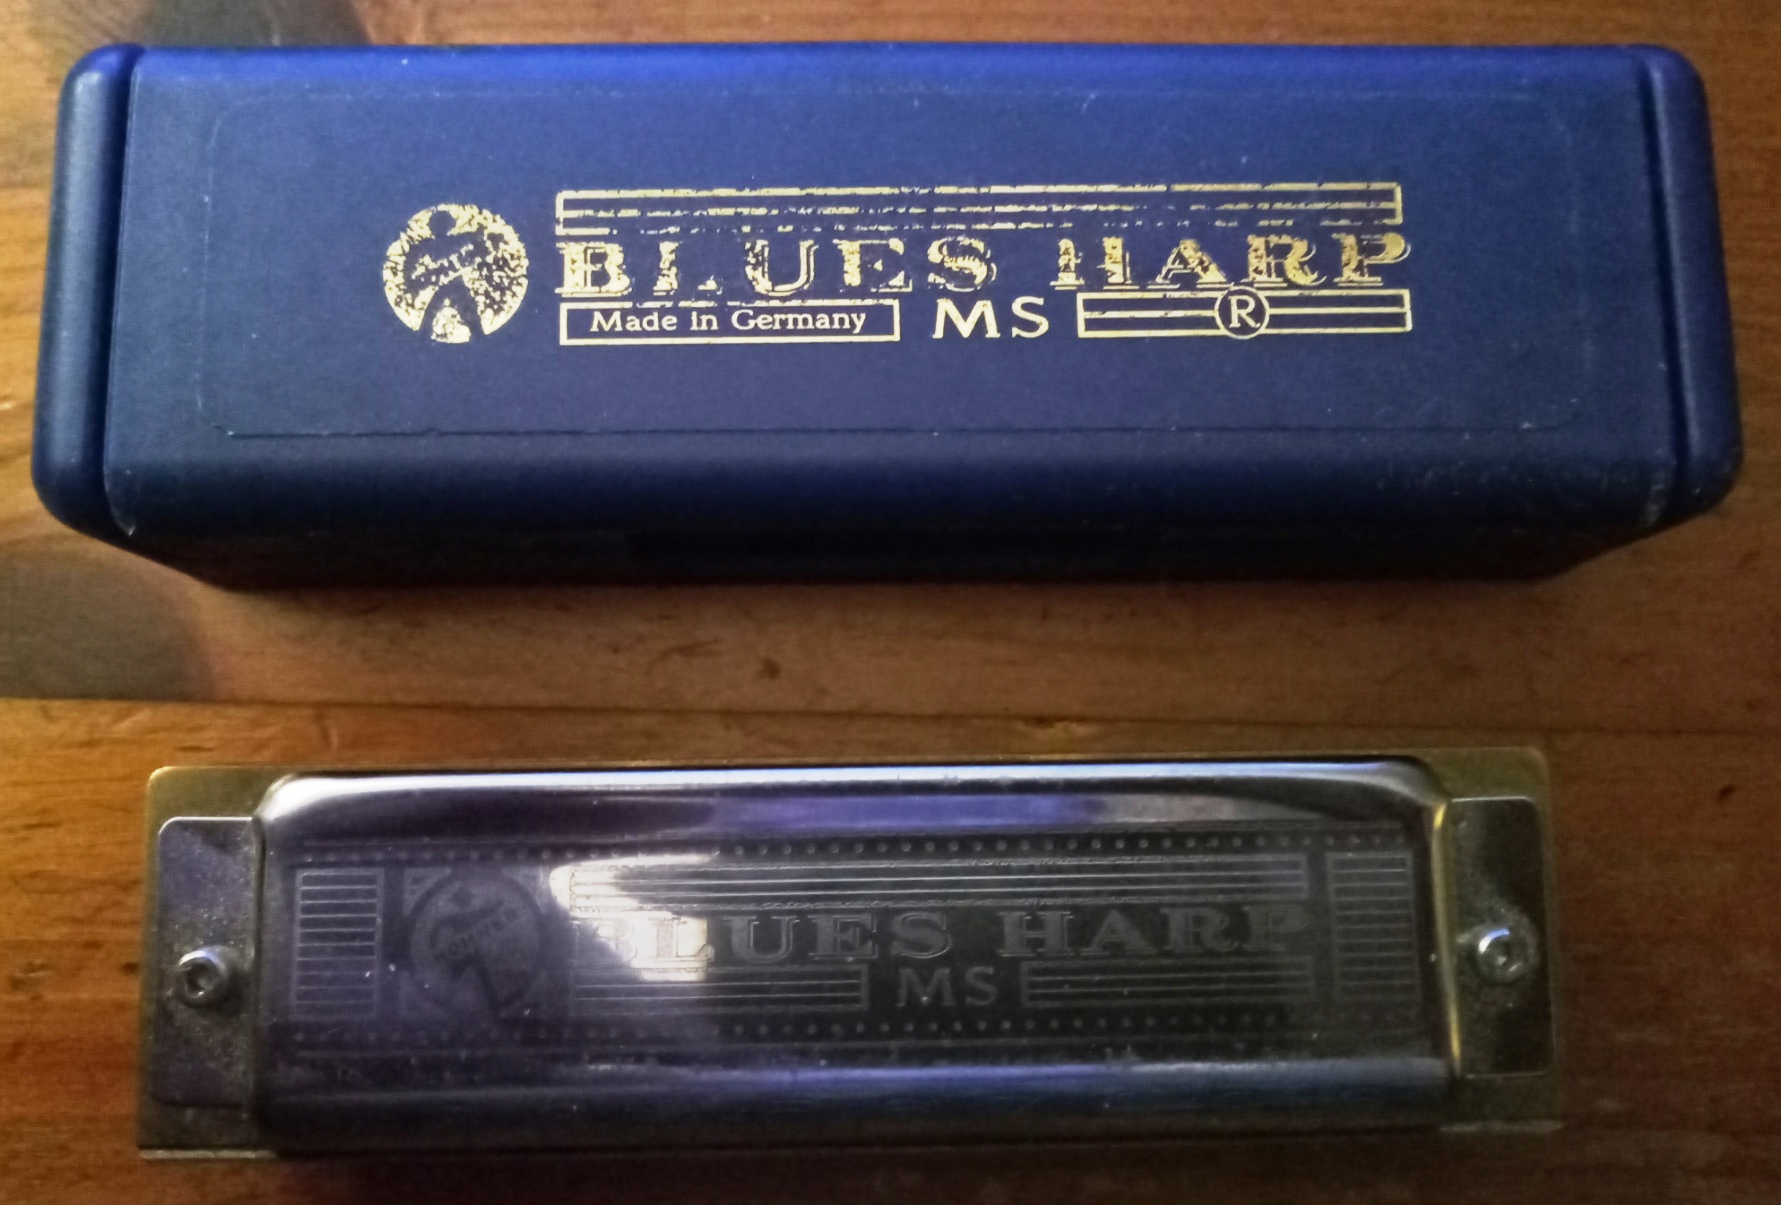 BLUES HARP
Made in Germany MS ®
BLUES HARP
MS